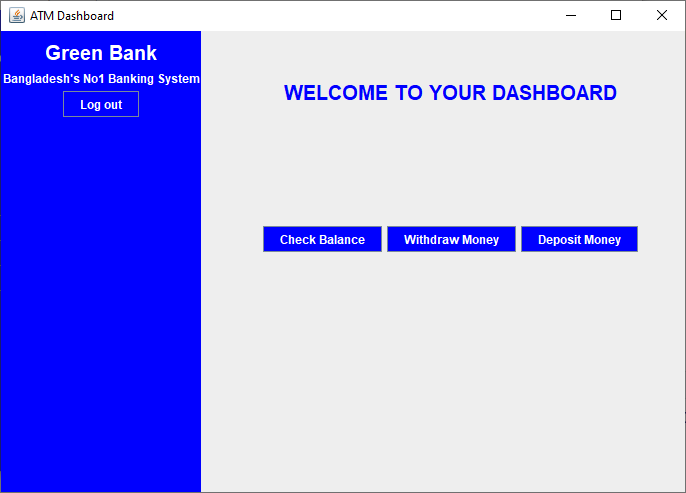 ATM Dashboard
Green Bank
Bangladesh's No1 Banking System
Log out
WELCOME TO YOUR DASHBOARD
Check Balance
Withdraw Money
Deposit Money